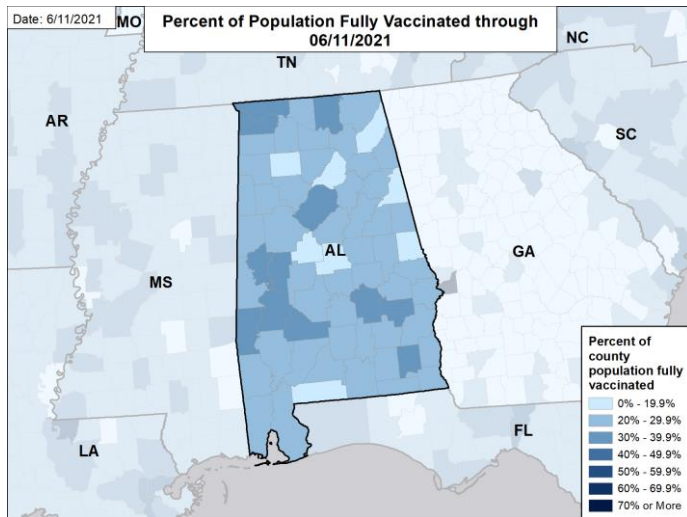 Date: 6/11/2021
Percent of Population Fully Vaccinated through
06/11/2021
MO
NC
TN
AR
SC
AL
MS
GA
LA
FL
Percent of
county
population fully
vaccinated
0% - 19.9%
20% - 29.9%
30% - 39.9%
40% - 49.9%
50% - 59.9%
60% - 69.9%
70% or More